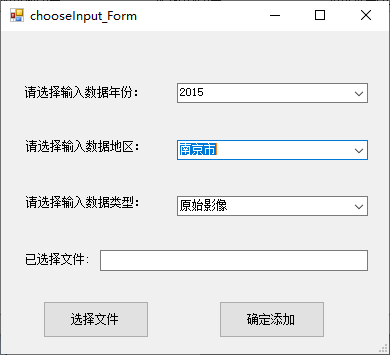 chooseInput_Form
请选择输入数据年份： 2015
请选择输入数据地区： 南京市
请选择输入数据类型： 原始影像
已选择文件：
选择文件 确定添加